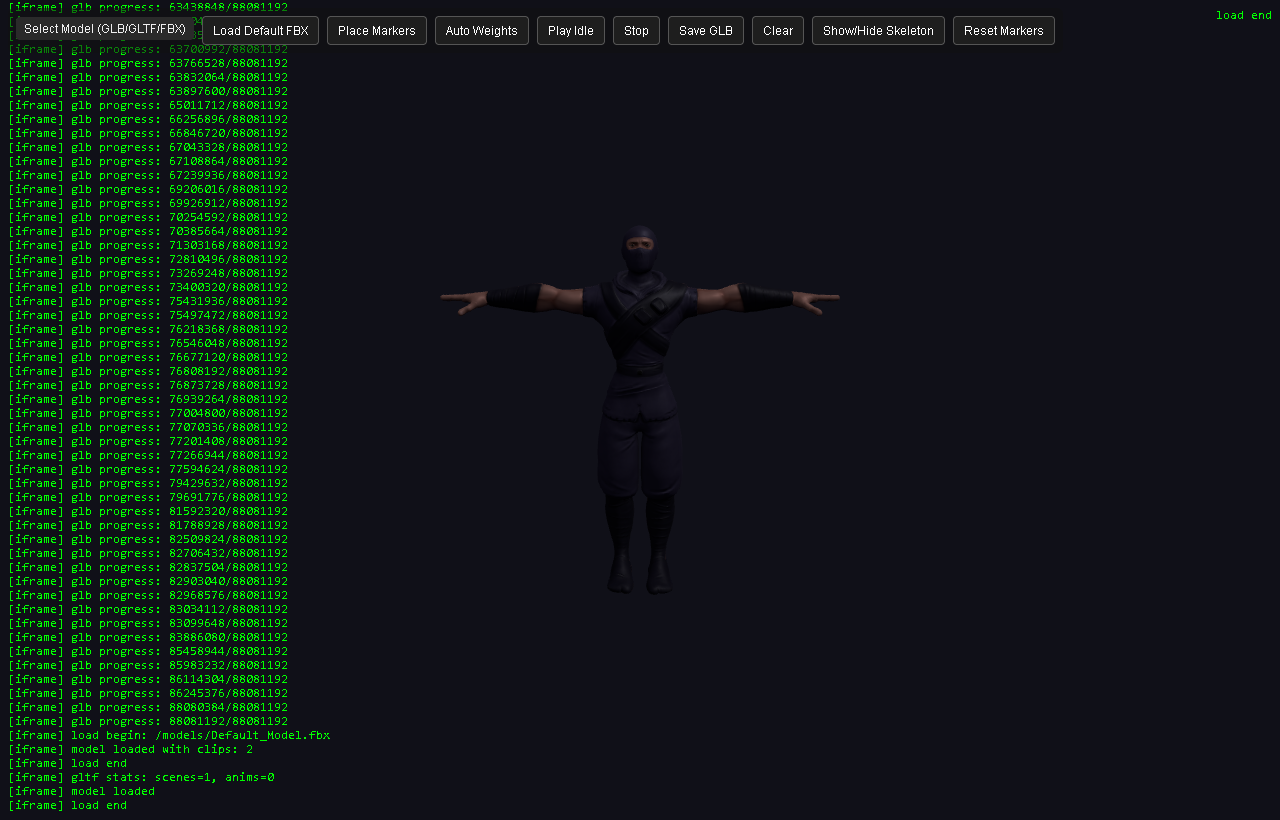 [iframe] glb progress: 63438848/88081192
load end
Select Model (GLB/GLTF/FBX) Load Default FBX Place Markers Auto Weights Play Idle Stop Save GLB Clear Show/Hide Skeleton Reset Markers
[iframe] glb progress: 63700992/88081192
[iframe] glb progress: 63766528/88081192
[iframe] glb progress: 63832064/88081192
[iframe] glb progress: 63897600/88081192
[iframe] glb progress: 65011712/88081192
[iframe] glb progress: 66256896/88081192
[iframe] glb progress: 66846720/88081192
[iframe] glb progress: 67043328/88081192
[iframe] glb progress: 67108864/88081192
[iframe] glb progress: 67239936/88081192
[iframe] glb progress: 69206016/88081192
[iframe] glb progress: 69926912/88081192
[iframe] glb progress: 70254592/88081192
[iframe] glb progress: 70385664/88081192
[iframe] glb progress: 71303168/88081192
[iframe] glb progress: 72810496/88081192
[iframe] glb progress: 73269248/88081192
[iframe] glb progress: 73400320/88081192
[iframe] glb progress: 75431936/88081192
[iframe] glb progress: 75497472/88081192
[iframe] glb progress: 76218368/88081192
[iframe] glb progress: 76546048/88081192
[iframe] glb progress: 76677120/88081192
[iframe] glb progress: 76808192/88081192
[iframe] glb progress: 76873728/88081192
[iframe] glb progress: 76939264/88081192
[iframe] glb progress: 77004800/88081192
[iframe] glb progress: 77070336/88081192
[iframe] glb progress: 77201408/88081192
[iframe] glb progress: 77266944/88081192
[iframe] glb progress: 77594624/88081192
[iframe] glb progress: 79429632/88081192
[iframe] glb progress: 79691776/88081192
[iframe] glb progress: 81592320/88081192
[iframe] glb progress: 81788928/88081192
[iframe] glb progress: 82509824/88081192
[iframe] glb progress: 82706432/88081192
[iframe] glb progress: 82837504/88081192
[iframe] glb progress: 82903040/88081192
[iframe] glb progress: 82968576/88081192
[iframe] glb progress: 83034112/88081192
[iframe] glb progress: 83099648/88081192
[iframe] glb progress: 83886080/88081192
[iframe] glb progress: 85458944/88081192
[iframe] glb progress: 85983232/88081192
[iframe] glb progress: 86114304/88081192
[iframe] glb progress: 86245376/88081192
[iframe] glb progress: 88080384/88081192
[iframe] glb progress: 88081192/88081192
[iframe] load begin: /models/Default_Model.fbx
[iframe] model loaded with clips: 2
[iframe] load end
[iframe] gltf stats: scenes=1, anims=0
[iframe] model loaded
[iframe] load end